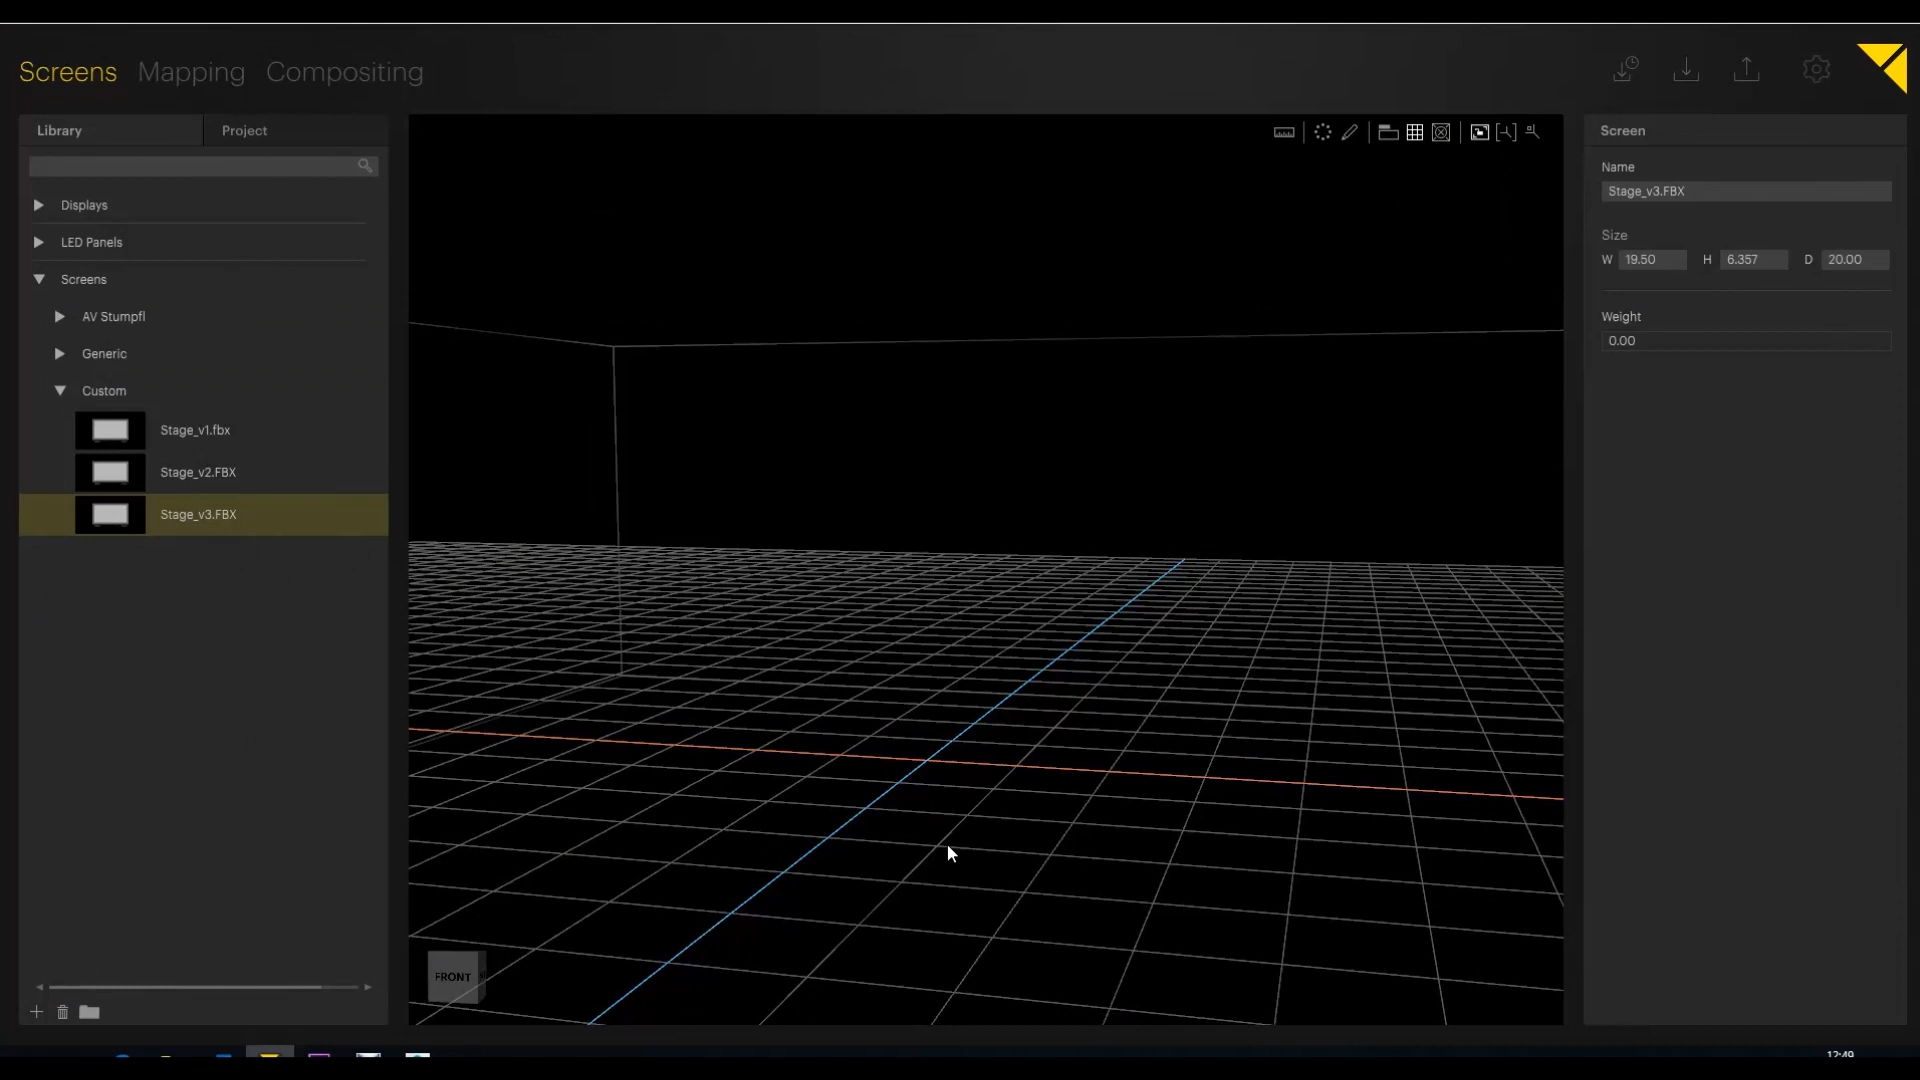 Screens Mapping Compositing
Library
Project
Displays
LED Panels
Screens
AV Stumpfl
Generic
Custom
Stage_v1.fbx
Stage_v2.FBX
Stage_v3.FBX
FRONT
Screen
Name
Stage_v3.FBX
Size
W 19.50 H 6.357 D 20.00
Weight
0.00
12:49